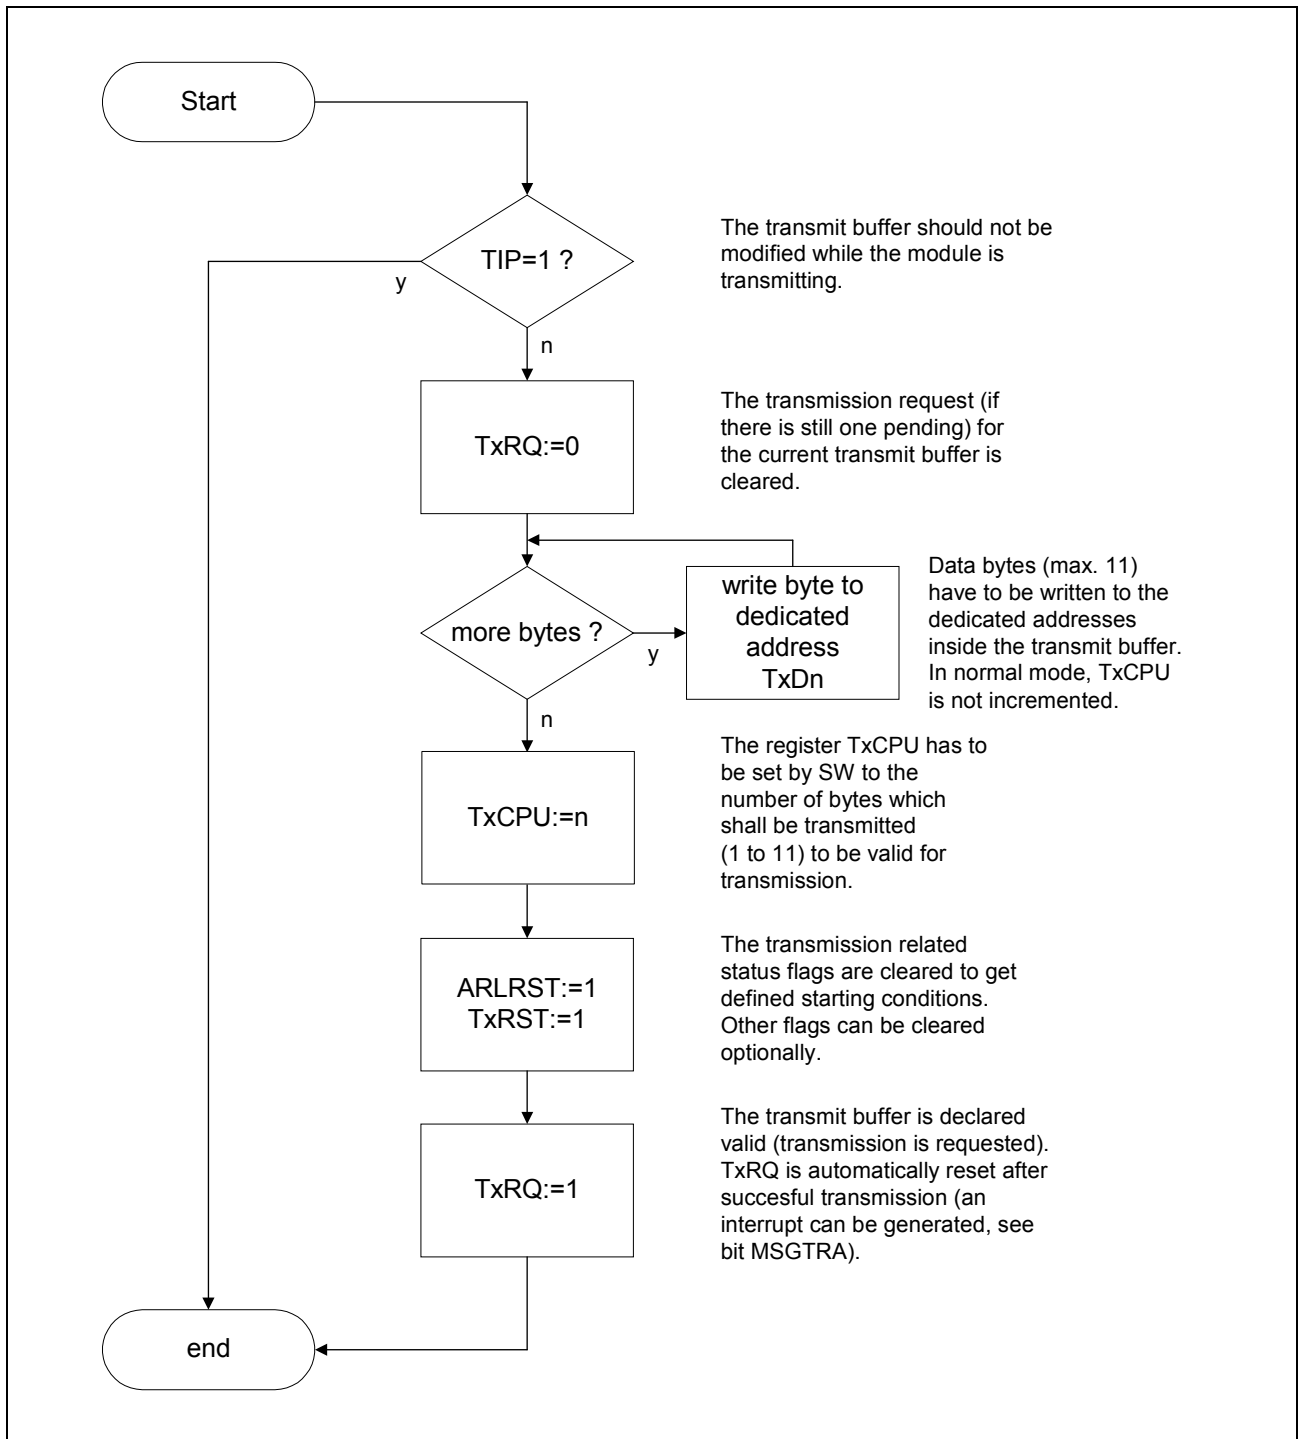 Start
TIP=1 ?
y
The transmit buffer should not be
modified while the module is
transmitting.
n
TxRQ:=0
The transmission request (if
there is still one pending) for
the current transmit buffer is
cleared.
more bytes ?
y
write byte to
dedicated
address
TxDn
Data bytes (max. 11)
have to be written to the
dedicated addresses
inside the transmit buffer.
In normal mode, TxCPU
is not incremented.
n
TxCPU:=n
The register TxCPU has to
be set by SW to the
number of bytes which
shall be transmitted
(1 to 11) to be valid for
transmission.
ARLRST:=1
TxRST:=1
The transmission related
status flags are cleared to get
defined starting conditions.
Other flags can be cleared
optionally.
TxRQ:=1
The transmit buffer is declared
valid (transmission is requested).
TxRQ is automatically reset after
succesful transmission (an
interrupt can be generated, see
bit MSGTRA).
end